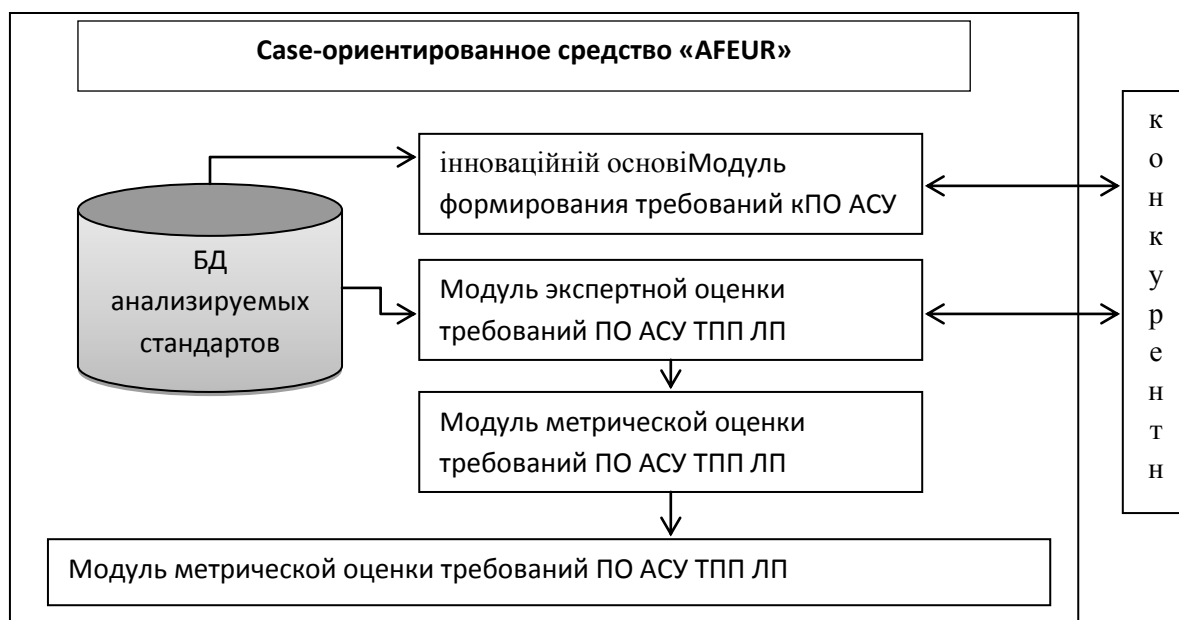 Case-ориентированное средство «AFEUR»
інноваційній основіМодуль
формирования требований кПО АСУ
БД
анализируемых
стандартов
Модуль экспертной оценки
требований ПО АСУ ТПП ЛП
Модуль метрической оценки
требований ПО АСУ ТПП ЛП
Модуль метрической оценки требований ПО АСУ ТПП ЛП
к
о
н
к
у
р
е
н
т
н